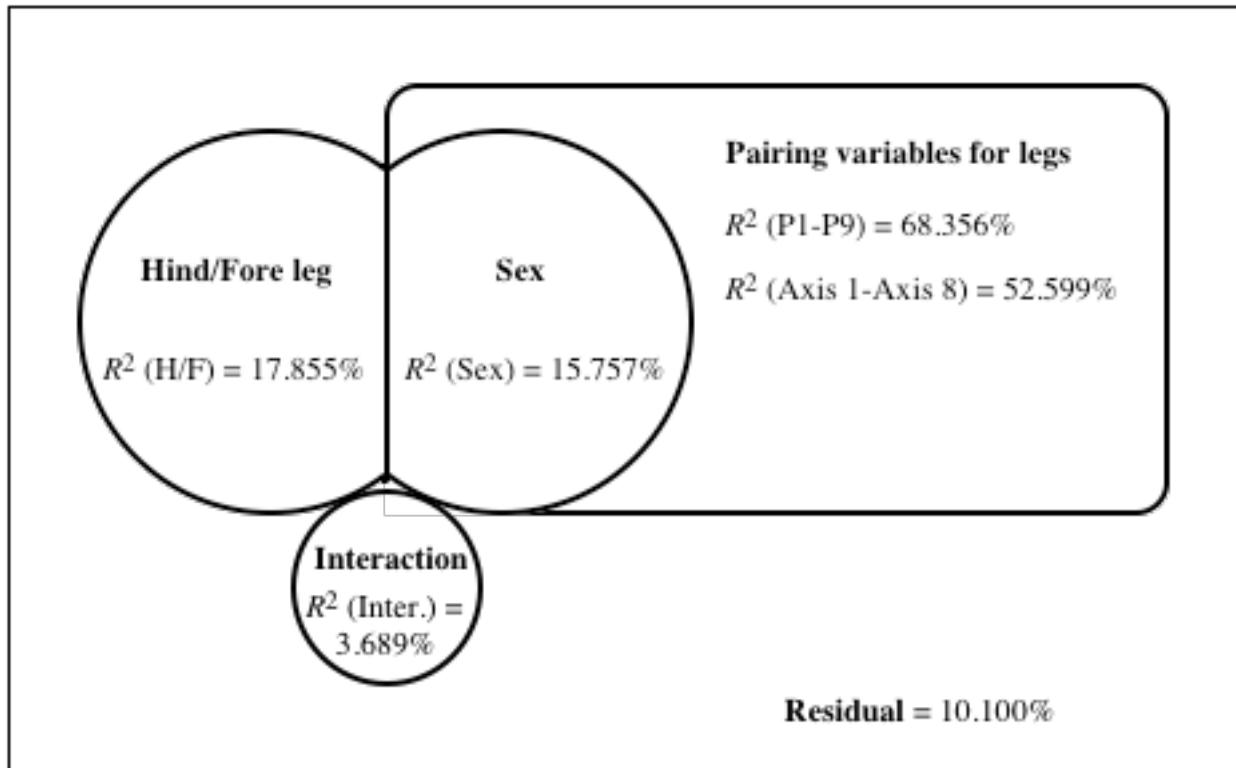 Pairing variables for legs
R² (P1-P9) = 68.356%
R² (Axis 1-Axis 8) = 52.599%
Hind/Fore leg
R² (H/F) = 17.855%
Sex
R² (Sex) = 15.757%
Interaction
R² (Inter.) =
3.689%
Residual = 10.100%